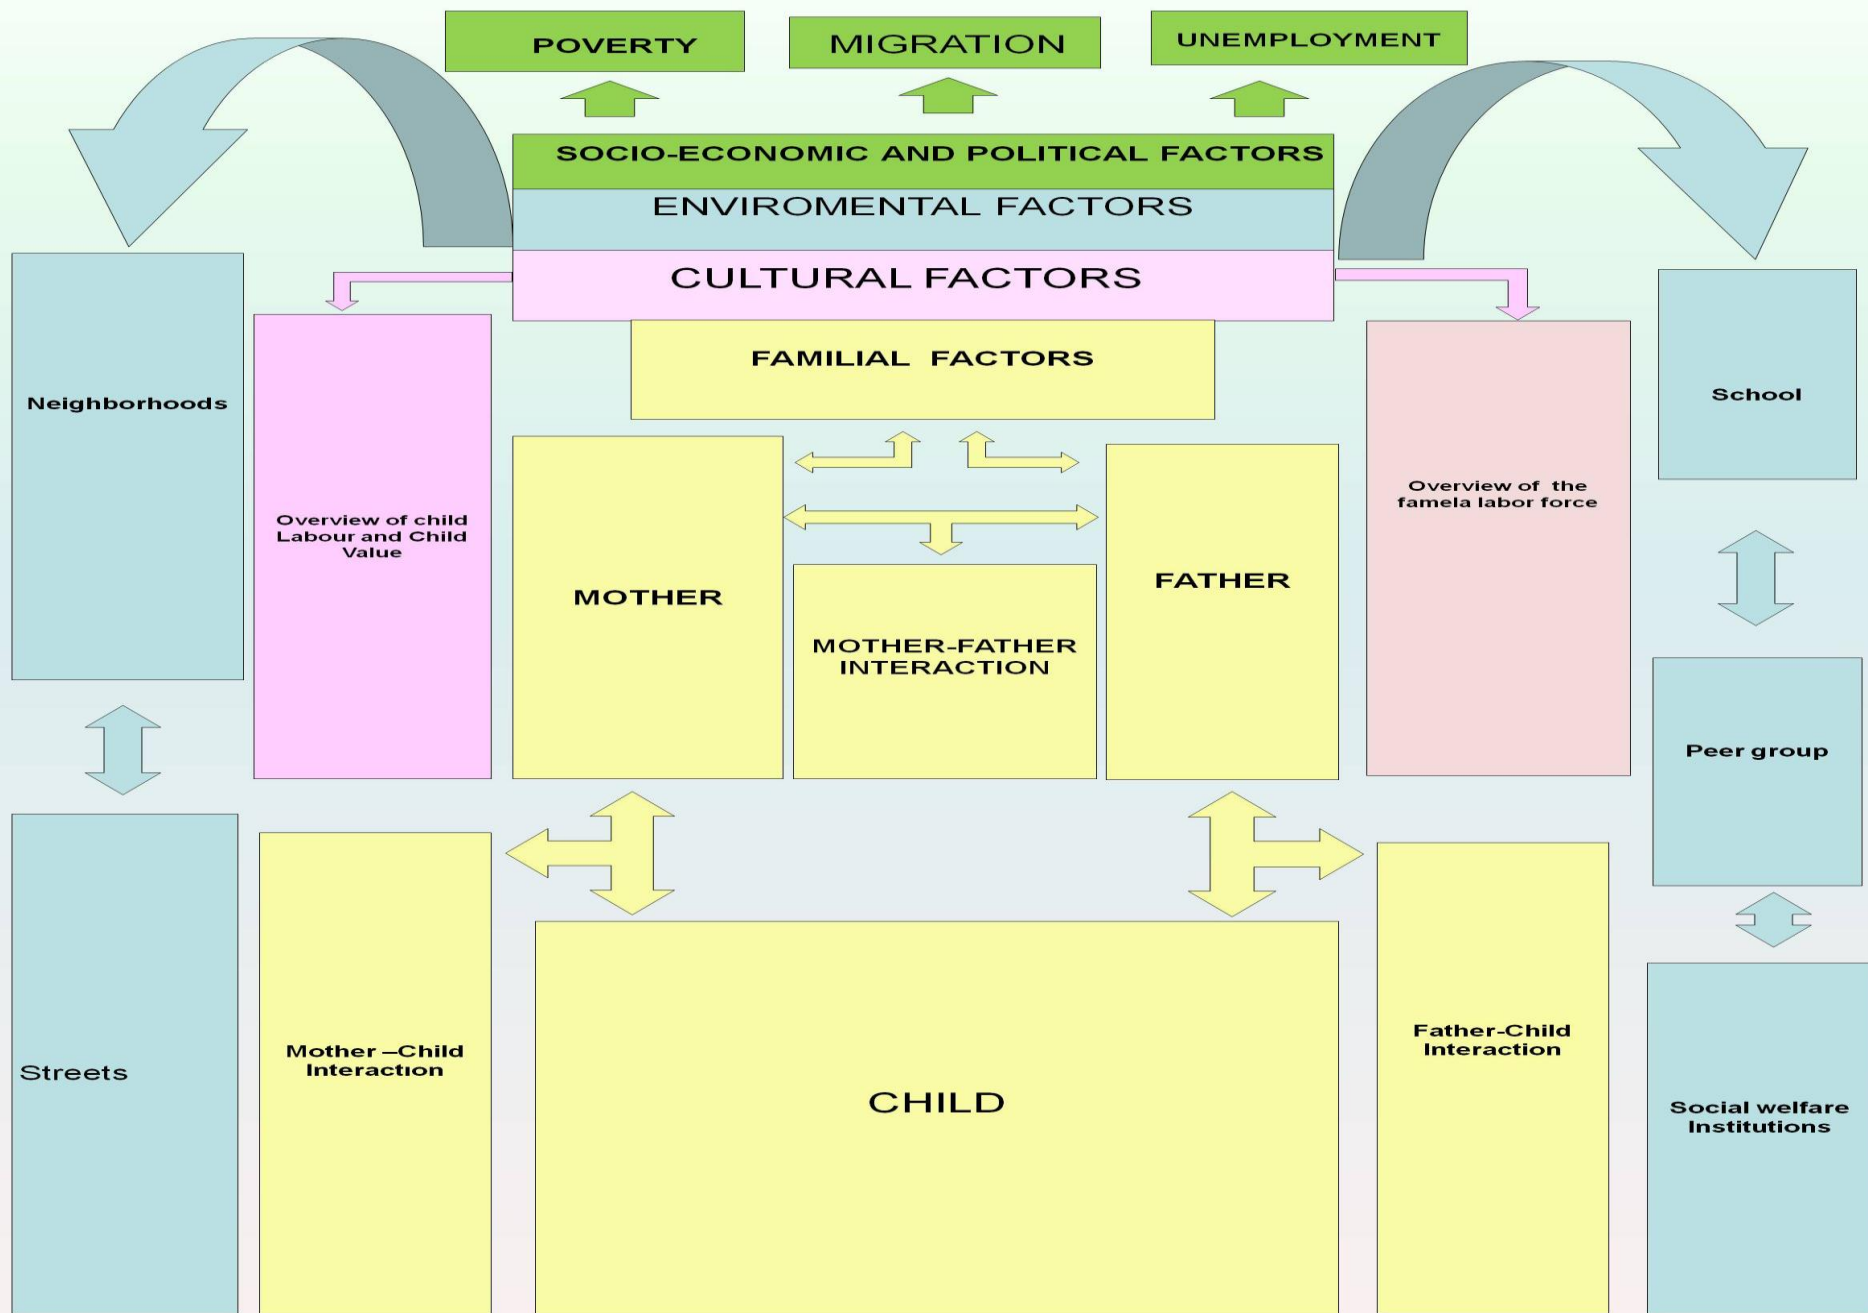 POVERTY
MIGRATION
UNEMPLOYMENT
SOCIO-ECONOMIC AND POLITICAL FACTORS
ENVIROMENTAL FACTORS
CULTURAL FACTORS
FAMILIAL FACTORS
Neighborhoods
School
Overview of child
Labour and Child
Value
Overview of the
famela labor force
MOTHER
FATHER
MOTHER-FATHER
INTERACTION
Peer group
Streets
Mother –Child
Interaction
CHILD
Father-Child
Interaction
Social welfare
Institutions